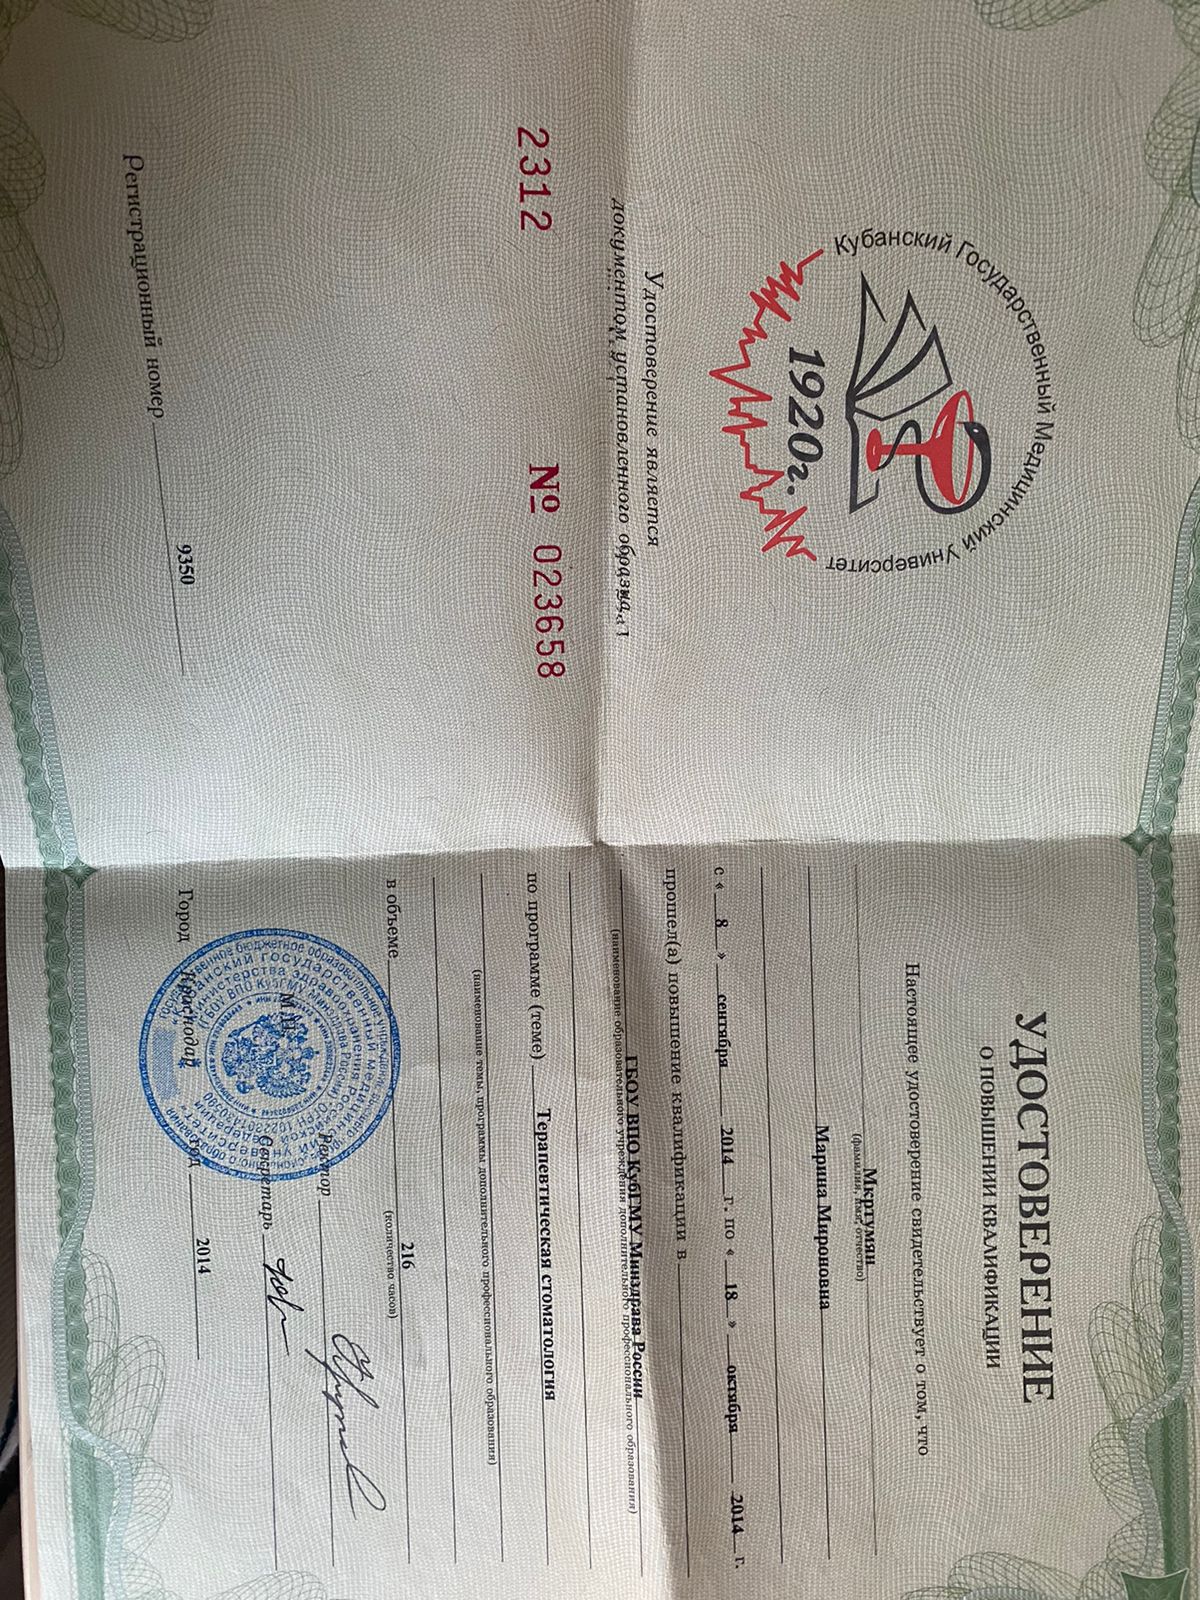 Кубанский Государственный Медицинский Университет
1920г.
Удостоверение является
документом установленного образца
2312 № 023658
Регистрационный номер 9350
УДОСТОВЕРЕНИЕ
О ПОВЫШЕНИИ КВАЛИФИКАЦИИ
Настоящее удостоверение свидетельствует о том, что
Мкртумян
(фамилия, имя, отчество)
Марина Мироновна
с « 8 » сентября 2014 г. по « 18 » октября 2014 г.
прошел(а) повышение квалификации в
ГБОУ ВПО КубГМУ Минздрава России
(наименование образовательного учреждения дополнительного профессионального образования)
по программе (теме) Терапевтическая стоматология
(наименование темы, программы дополнительного профессионального образования)
в объеме 216
(количество часов)
Ректор
М.П.
Секретарь
Город Краснодар год 2014